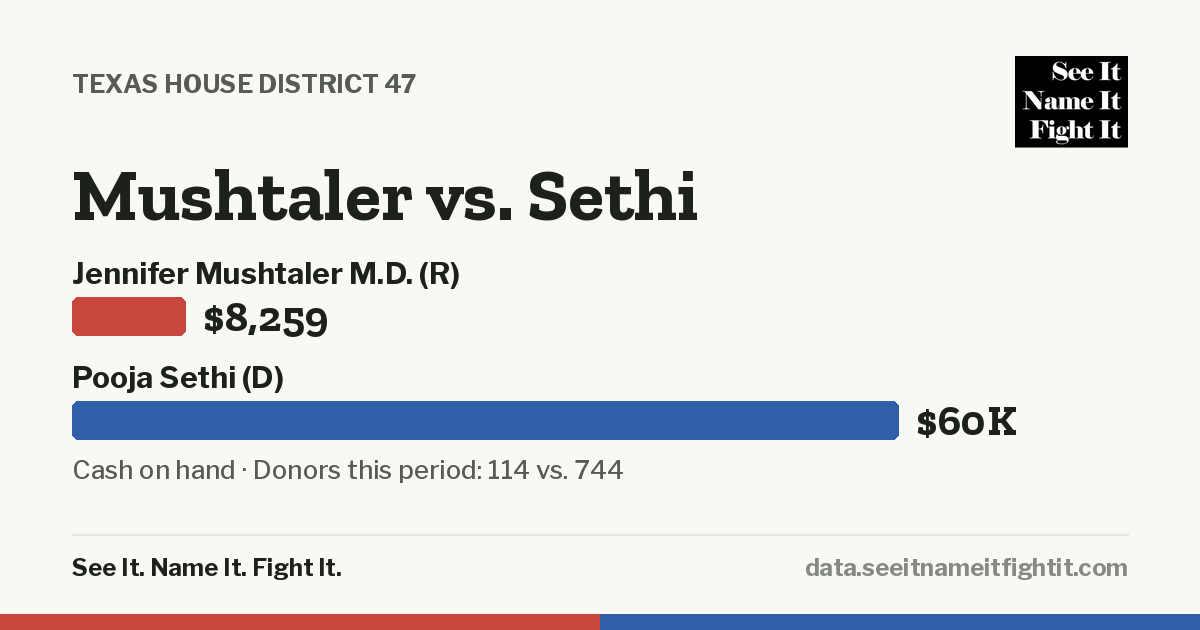 TEXAS HOUSE DISTRICT 47
See It
Name It
Fight It
Mushtaler vs. Sethi
Jennifer Mushtaler M.D. (R)
$8,259
Pooja Sethi (D)
$60K
Cash on hand · Donors this period: 114 vs. 744
See It. Name It. Fight It.
data.seeitnameitfightit.com